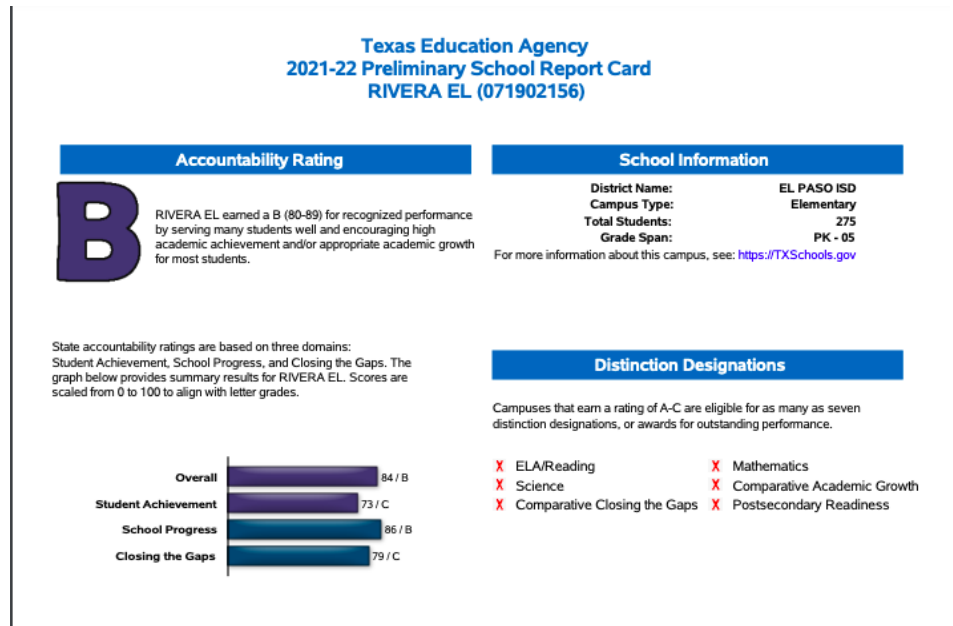 Texas Education Agency
2021-22 Preliminary School Report Card
RIVERA EL (071902156)
Accountability Rating
B
RIVERA EL earned a B (80-89) for recognized performance
by serving many students well and encouraging high
academic achievement and/or appropriate academic growth
for most students.
School Information
District Name: EL PASO ISD
Campus Type: Elementary
Total Students: 275
Grade Span: PK - 05
For more information about this campus, see: https://TXSchools.gov
State accountability ratings are based on three domains:
Student Achievement, School Progress, and Closing the Gaps. The
graph below provides summary results for RIVERA EL. Scores are
scaled from 0 to 100 to align with letter grades.
Overall 84 / B
Student Achievement 73 / C
School Progress 86 / B
Closing the Gaps 79 / C
Distinction Designations
Campuses that earn a rating of A-C are eligible for as many as seven
distinction designations, or awards for outstanding performance.
X ELA/Reading X Mathematics
X Science X Comparative Academic Growth
X Comparative Closing the Gaps X Postsecondary Readiness